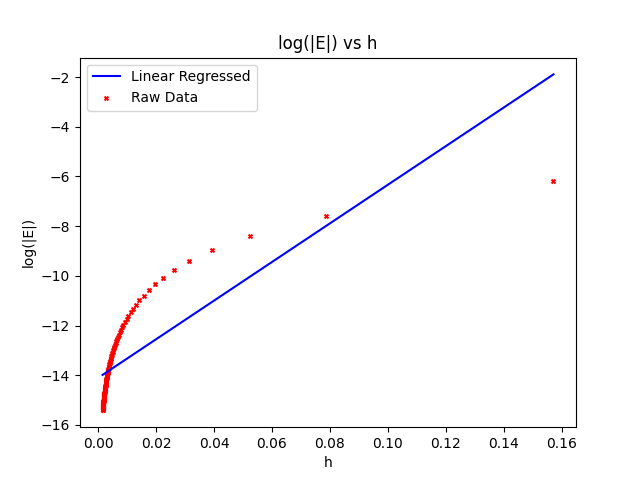 log(|E|) vs h
Linear Regressed
Raw Data
log(|E|)
−2
−4
−6
−8
−10
−12
−14
−16
0.00 0.02 0.04 0.06 0.08 0.10 0.12 0.14 0.16
h